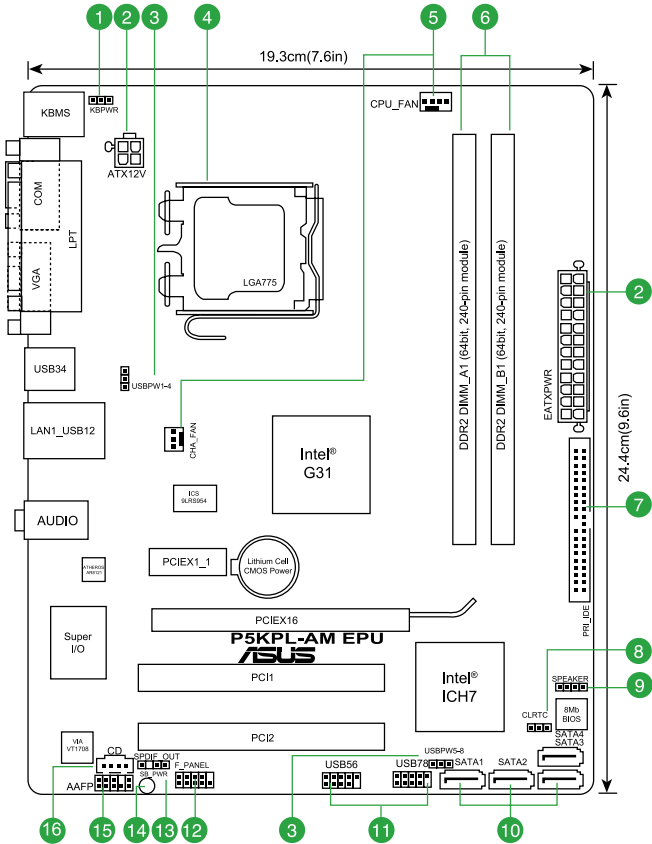 1
2
3
4
5
6
19.3cm(7.6in)
KBMS
KBPWR
CPU_FAN
ATX12V
COM
LPT
VGA
LGA775
DDR2 DIMM_A1 (64bit, 240-pin module)
DDR2 DIMM_B1 (64bit, 240-pin module)
2
EATXPWR
24.4cm(9.6in)
USB34
USBPW1-4
LAN1_USB12
CHA_FAN
Intel®
G31
ICS
9LRS954
7
AUDIO
PCIEX1_1
Lithium Cell
CMOS Power
ATHEROS
AR8121
PRI_IDE
PCIEX16
P5KPL-AM EPU
ASUS
Super
I/O
Intel®
ICH7
8
PCI1
SPEAKER
9
CLRTC
8Mb
BIOS
VIA
VT1708
PCI2
SATA4
SATA3
CD
SPDIF_OUT
USBPW5-8
SB_PWR
F_PANEL
USB56
USB78
SATA1
SATA2
AAFP
16
15
14
13
12
3
11
10